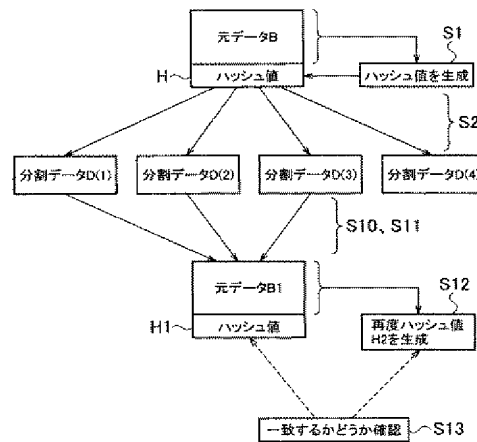 元データB
S1
H
ハッシュ値
ハッシュ値を生成
S2
分割データD(1)
分割データD(2)
分割データD(3)
分割データD(4)
S10、S11
元データB1
S12
H1
ハッシュ値
再度ハッシュ値
H2を生成
一致するかどうか確認
S13